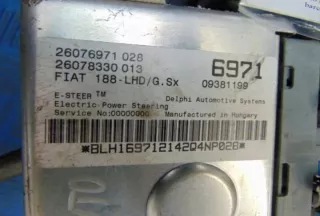 26076971 028
6971
26078330 013
09381199
FIAT 188-LHD/G.Sx
E-STEER™
Delphi Automotive Systems
Electric Power Steering
Service No:00000000
Manufactured in Hungary
*BLH169712142Q4NP02B*